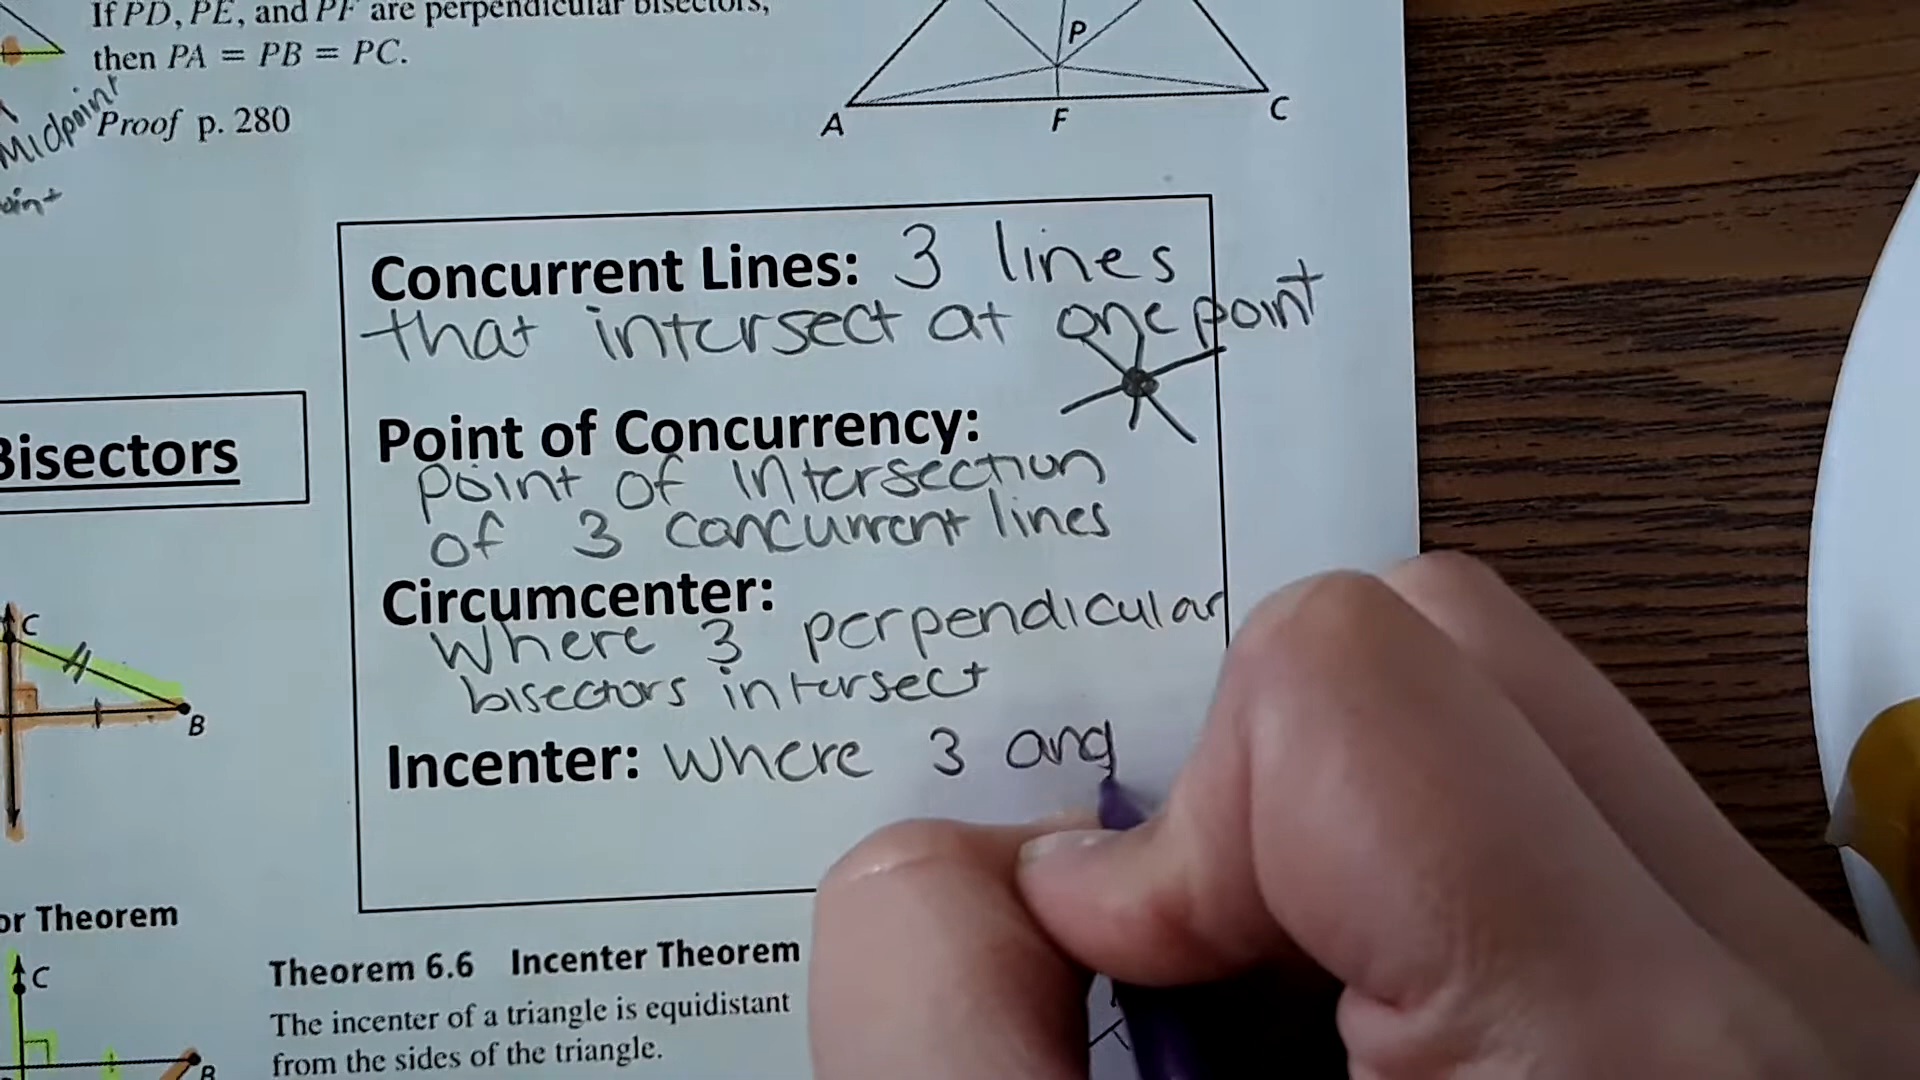 If PD, PE, and PF are perpendicular bisectors,
then PA = PB = PC.
Midpoint
Proof p. 280
P
A
F
C
Concurrent Lines: 3 lines
that intersect at one point
Point of Concurrency:
point of intersection
of 3 concurrent lines
Circumcenter:
Where 3 perpendicular
bisectors intersect
Incenter: Where 3 ang
Bisectors
C
B
or Theorem
C
B
Theorem 6.6 Incenter Theorem
The incenter of a triangle is equidistant
from the sides of the triangle.